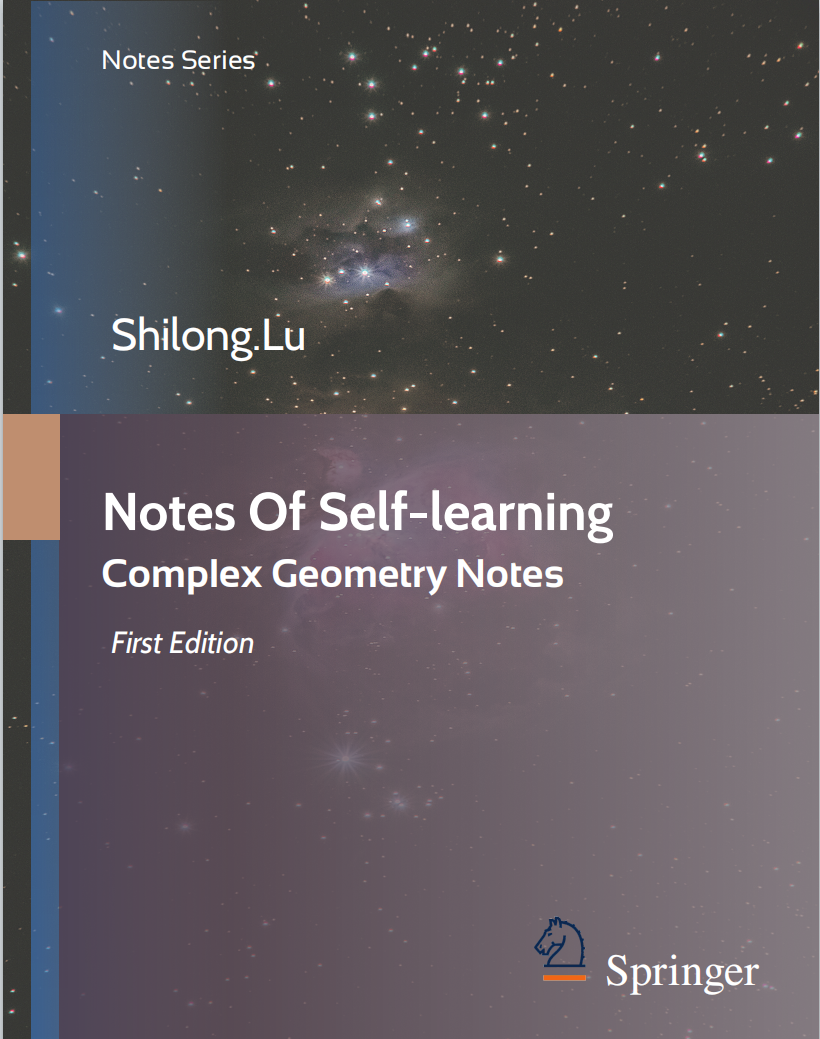 Notes Series
Shilong.Lu
Notes Of Self-learning
Complex Geometry Notes
First Edition
Springer